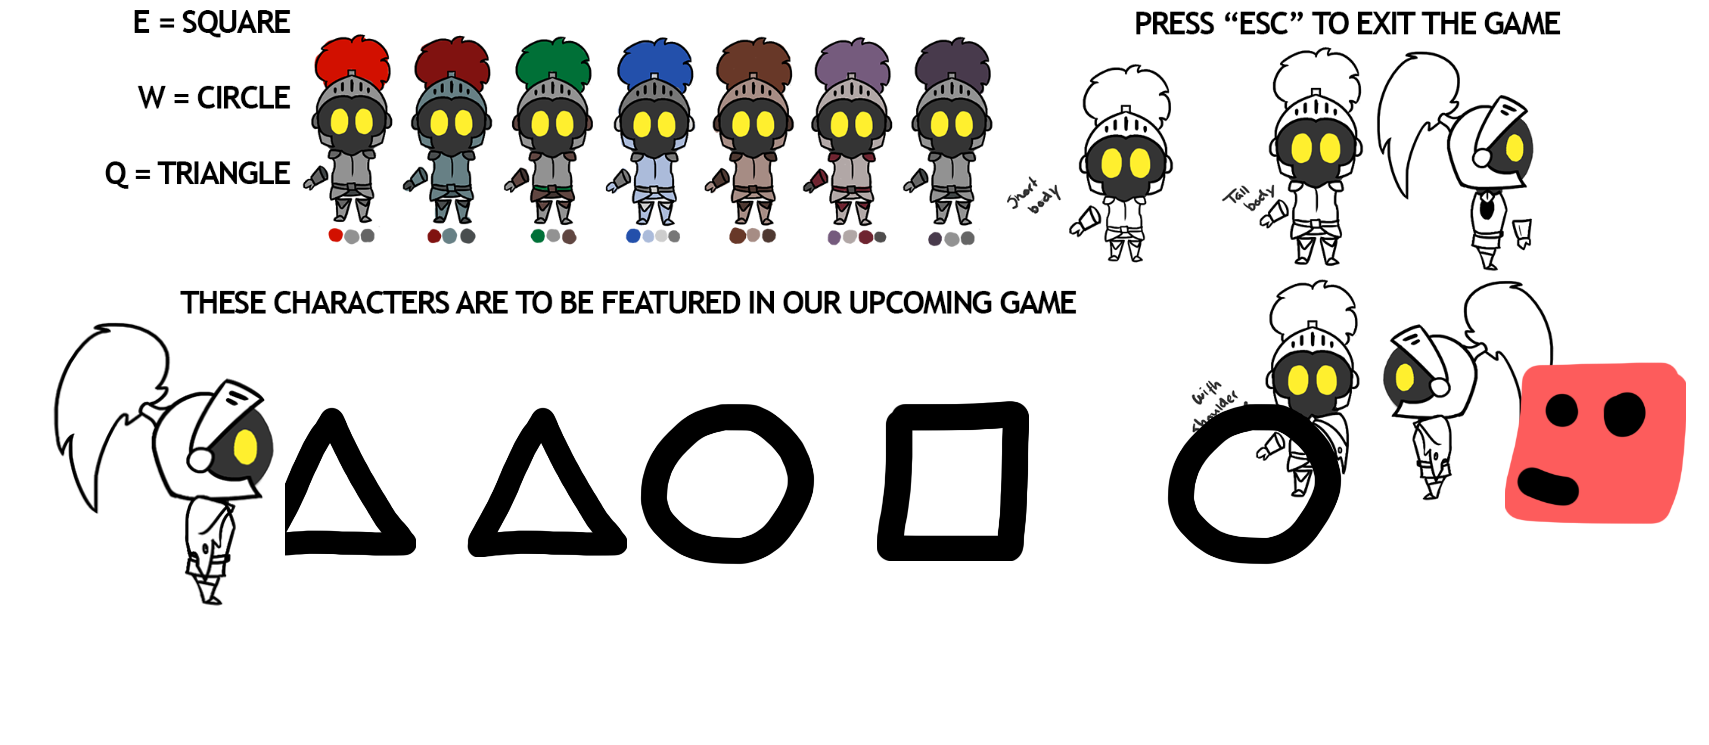 E = SQUARE
W = CIRCLE
Q = TRIANGLE
PRESS “ESC” TO EXIT THE GAME
short
body
Tall
body
THESE CHARACTERS ARE TO BE FEATURED IN OUR UPCOMING GAME
with
shoulder